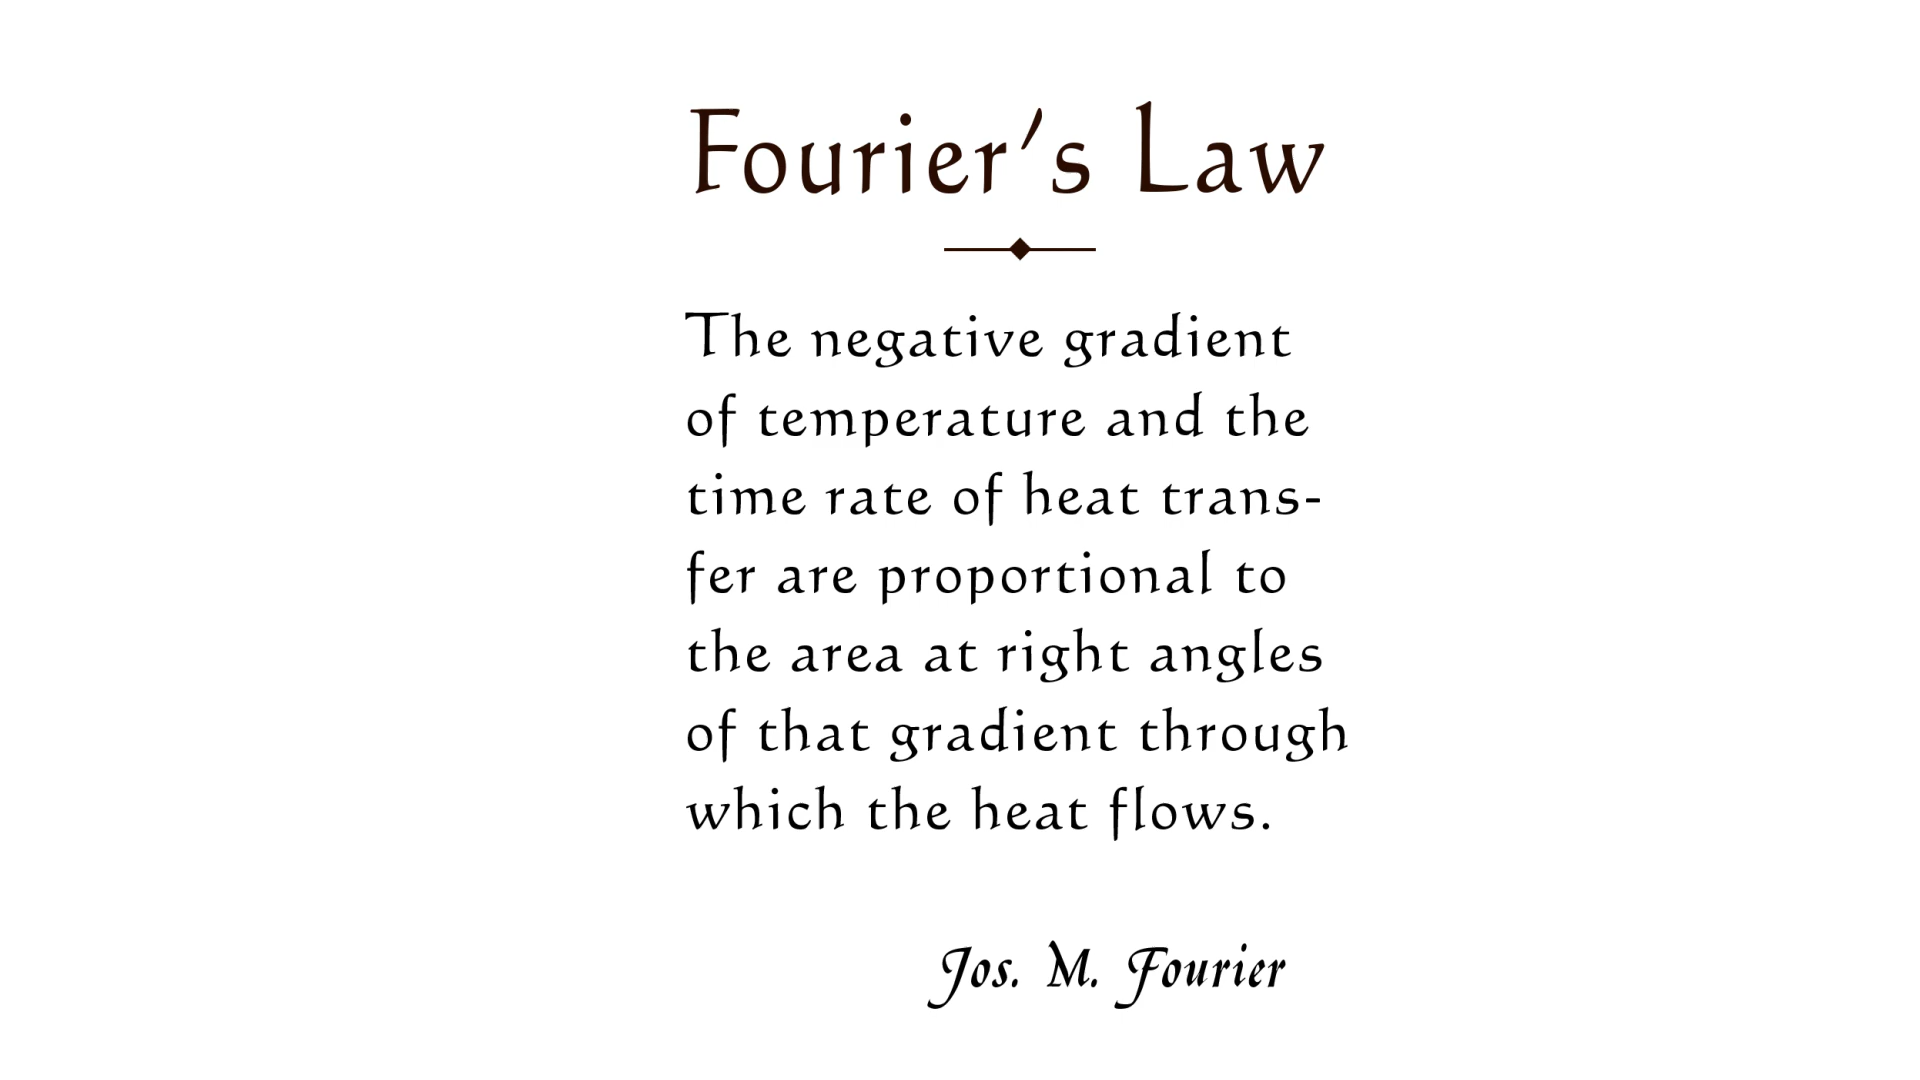 Fourier's Law
The negative gradient
of temperature and the
time rate of heat trans-
fer are proportional to
the area at right angles
of that gradient through
which the heat flows.
Jos. M. Fourier